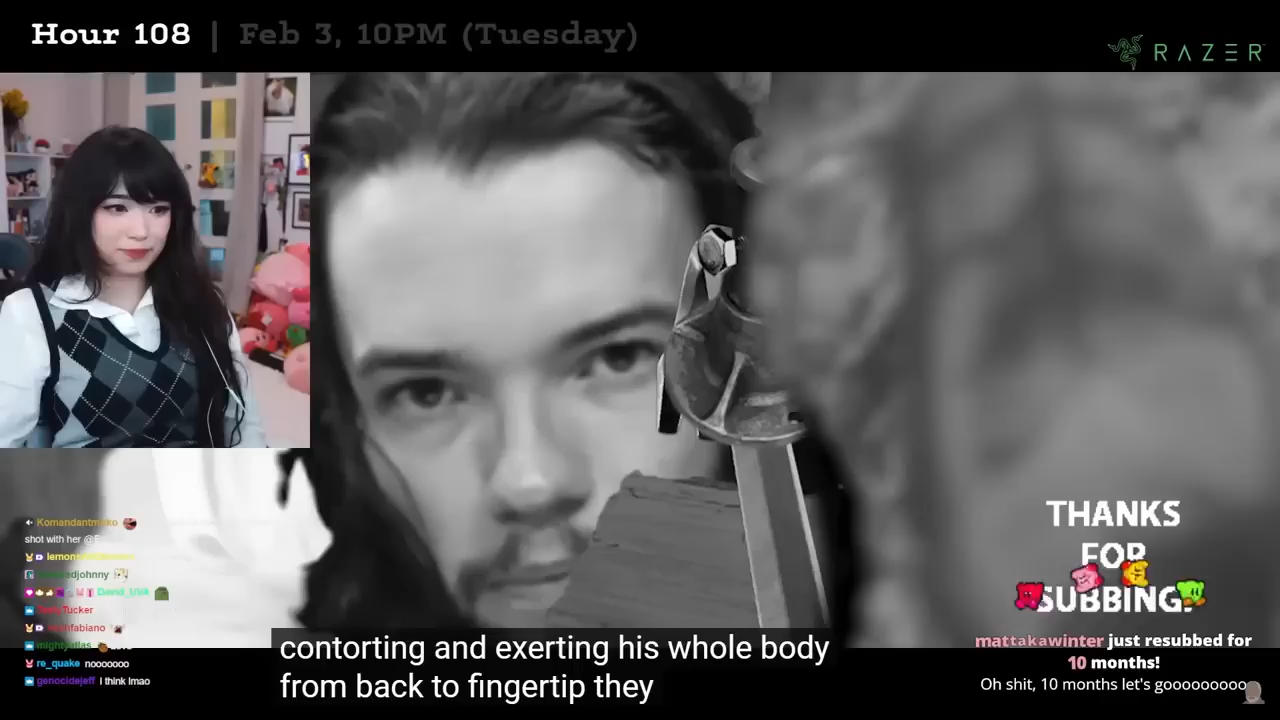 Hour 108 | Feb 3, 10PM (Tuesday)
RAZER
shot with her @E
re_quake nooooooo
genocidejeff I think lmao
contorting and exerting his whole body
from back to fingertip they
THANKS
FOR
SUBBING!
mattakawinter just resubbed for
10 months!
Oh shit, 10 months let's gooooooooo